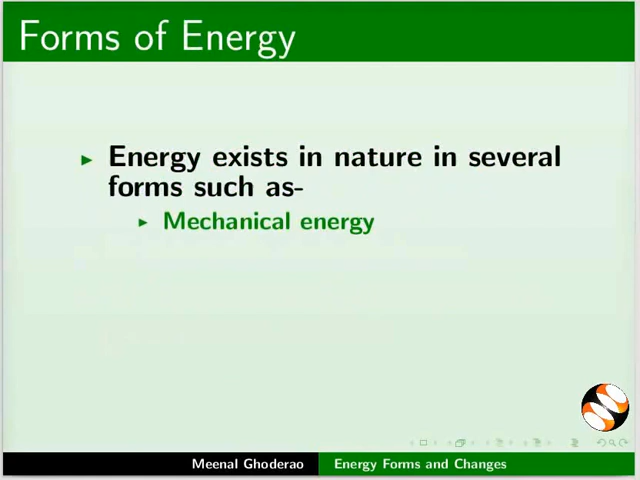 Forms of Energy
Energy exists in nature in several
forms such as-
Mechanical energy
Meenal Ghoderao
Energy Forms and Changes